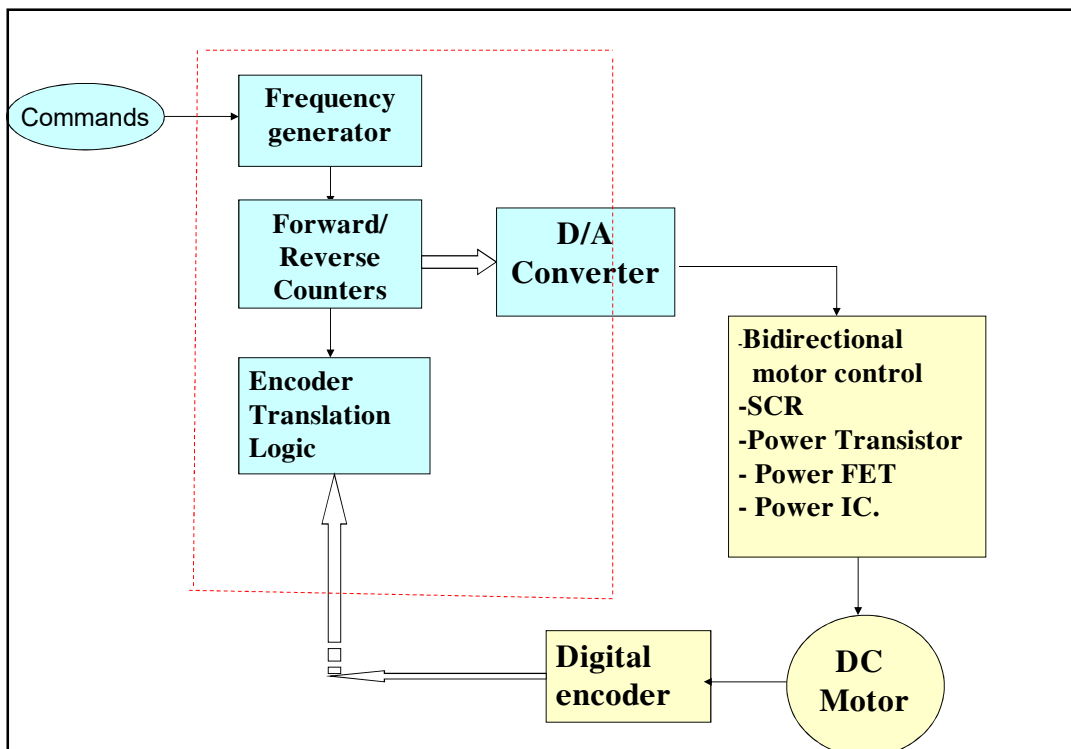 Commands
Frequency
generator
Forward/
Reverse
Counters
D/A
Converter
Encoder
Translation
Logic
-Bidirectional
motor control
-SCR
-Power Transistor
- Power FET
- Power IC.
Digital
encoder
DC
Motor